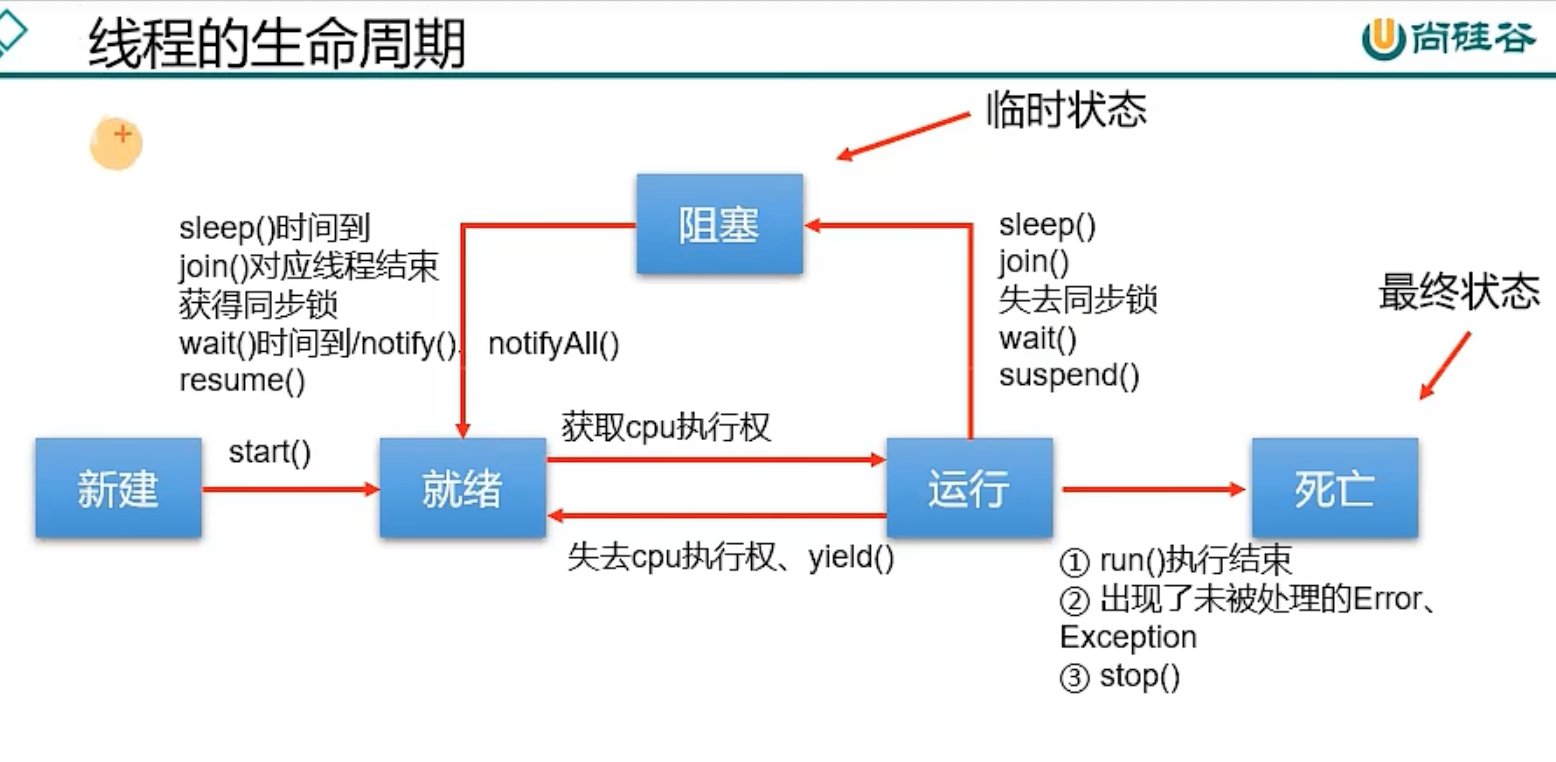 线程的生命周期
尚硅谷
临时状态
阻塞
sleep()时间到
join()对应线程结束
获得同步锁
wait()时间到/notify()、notifyAll()
resume()
sleep()
join()
失去同步锁
wait()
suspend()
最终状态
新建
start()
就绪
获取cpu执行权
失去cpu执行权、yield()
运行
死亡
① run()执行结束
② 出现了未被处理的Error、
Exception
③ stop()